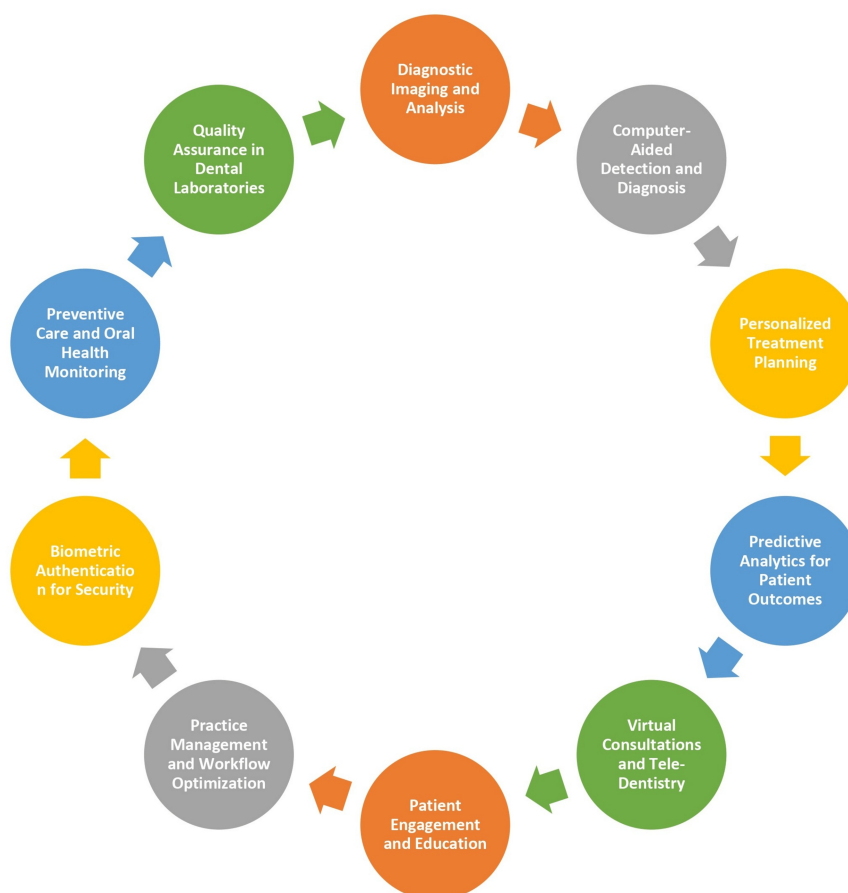 Diagnostic
Imaging and
Analysis
Computer-
Aided
Detection and
Diagnosis
Personalized
Treatment
Planning
Predictive
Analytics for
Patient
Outcomes
Virtual
Consultations
and Tele-
Dentistry
Patient
Engagement
and Education
Practice
Management
and Workflow
Optimization
Biometric
Authenticatio
n for Security
Preventive
Care and Oral
Health
Monitoring
Quality
Assurance in
Dental
Laboratories